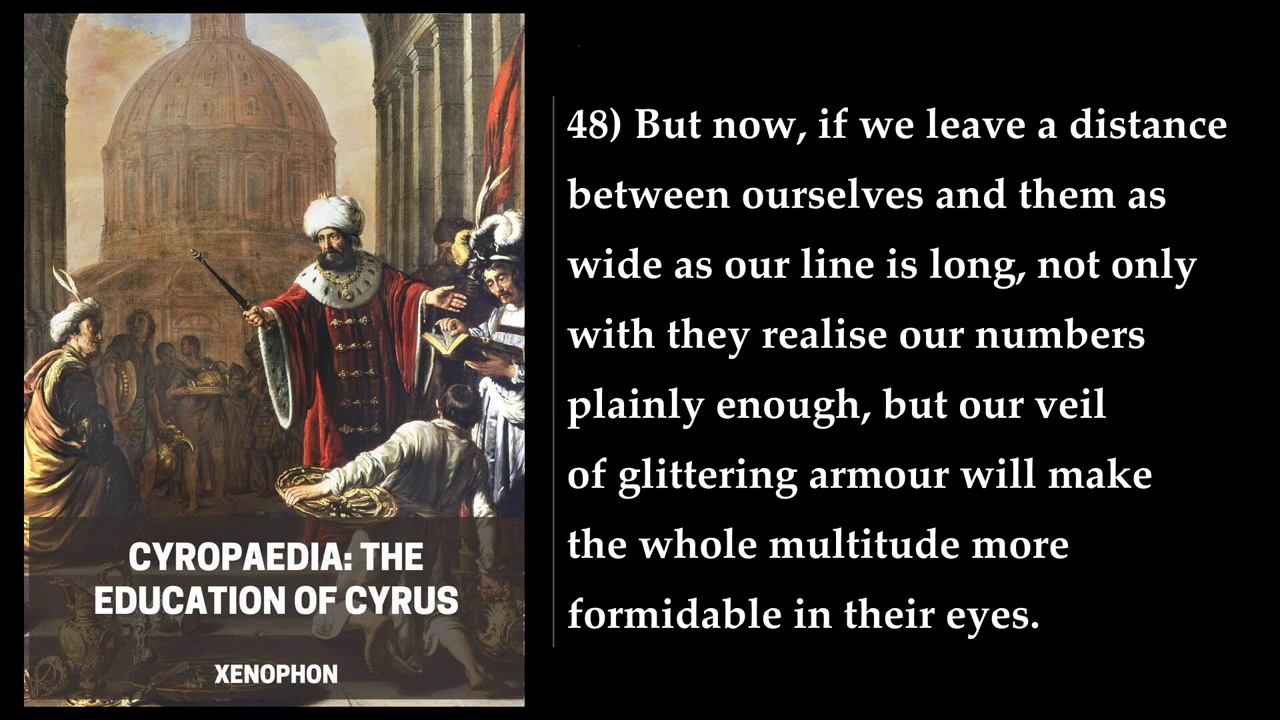 CYROPAEDIA: THE
EDUCATION OF CYRUS
XENOPHON
48) But now, if we leave a distance
between ourselves and them as
wide as our line is long, not only
with they realise our numbers
plainly enough, but our veil
of glittering armour will make
the whole multitude more
formidable in their eyes.